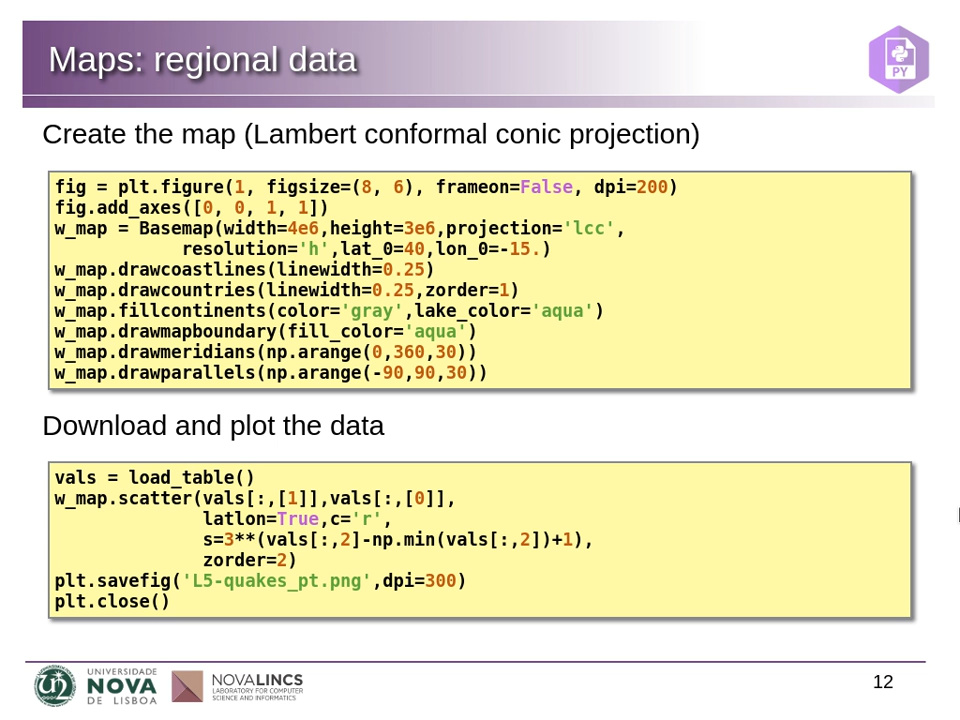 Maps: regional data
PY
Create the map (Lambert conformal conic projection)
fig = plt.figure(1, figsize=(8, 6), frameon=False, dpi=200)
fig.add_axes([0, 0, 1, 1])
w_map = Basemap(width=4e6,height=3e6,projection='lcc',
            resolution='h',lat_0=40,lon_0=-15.)
w_map.drawcoastlines(linewidth=0.25)
w_map.drawcountries(linewidth=0.25,zorder=1)
w_map.fillcontinents(color='gray',lake_color='aqua')
w_map.drawmapboundary(fill_color='aqua')
w_map.drawmeridians(np.arange(0,360,30))
w_map.drawparallels(np.arange(-90,90,30))
Download and plot the data
vals = load_table()
w_map.scatter(vals[:,[1]],vals[:,[0]],
              latlon=True,c='r',
              s=3**(vals[:,2]-np.min(vals[:,2])+1),
              zorder=2)
plt.savefig('L5-quakes_pt.png',dpi=300)
plt.close()
UNIVERSIDADE
NOVA
DE LISBOA
NOVALINCS
LABORATORY FOR COMPUTER
SCIENCE AND INFORMATICS
12